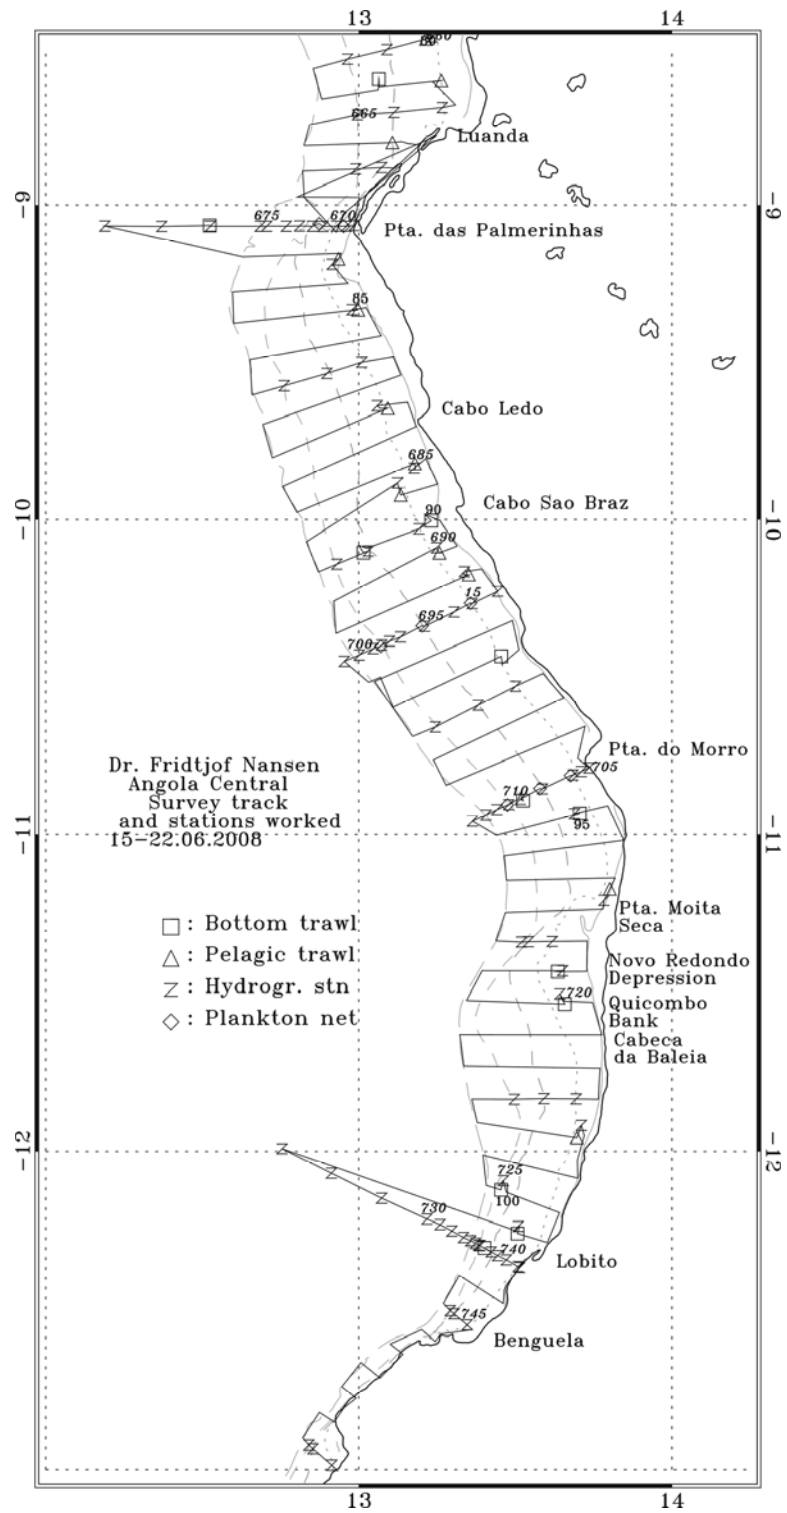 13 14
80
665
Luanda
-9 675 670 -9
Pta. das Palmerinhas
85
Cabo Ledo
685
Cabo Sao Braz
90
-10 690 -10
15
695
700
Pta. do Morro
705
Dr. Fridtjof Nansen
Angola Central
Survey track
and stations worked
15-22.06.2008
710
95
-11 -11
Pta. Moita
Seca
□ : Bottom trawl
△ : Pelagic trawl
Z : Hydrogr. stn
◇ : Plankton net
Novo Redondo
Depression
720
Quicombo
Bank
Cabeca
da Baleia
-12 -12
725
100
730
740
Lobito
745
Benguela
13 14